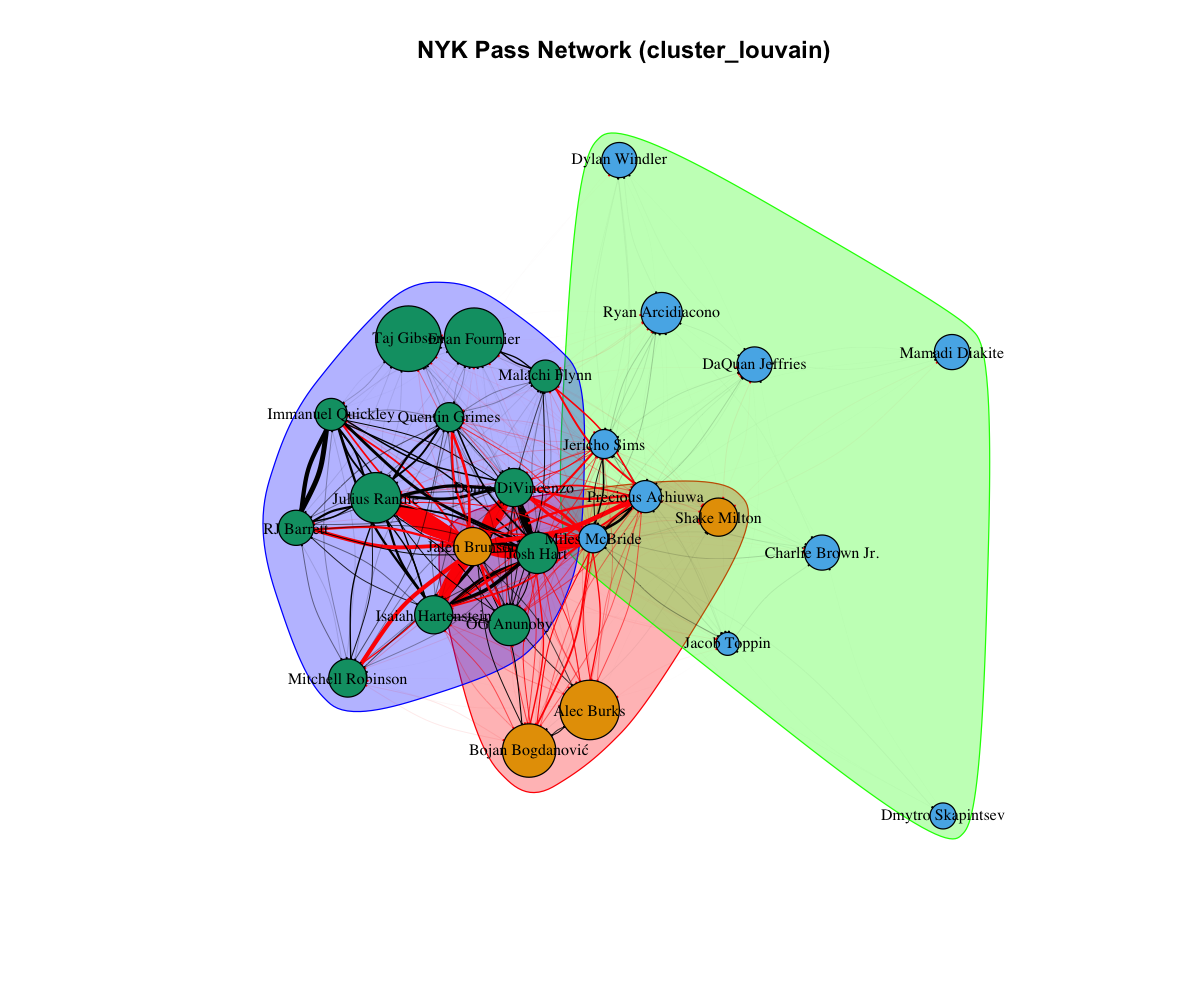 NYK Pass Network (cluster_louvain)
Dylan Windler
Ryan Arcidiacono
Taj Gibson
Evan Fournier
Mamadi Diakite
DaQuan Jeffries
Malachi Flynn
Immanuel Quickley
Quentin Grimes
Jericho Sims
Donte DiVincenzo
Julius Randle
Precious Achiuwa
Shake Milton
RJ Barrett
Miles McBride
Jalen Brunson
Josh Hart
Charlie Brown Jr.
Isaiah Hartenstein
OG Anunoby
Jacob Toppin
Mitchell Robinson
Alec Burks
Bojan Bogdanović
Dmytro Skapintsev